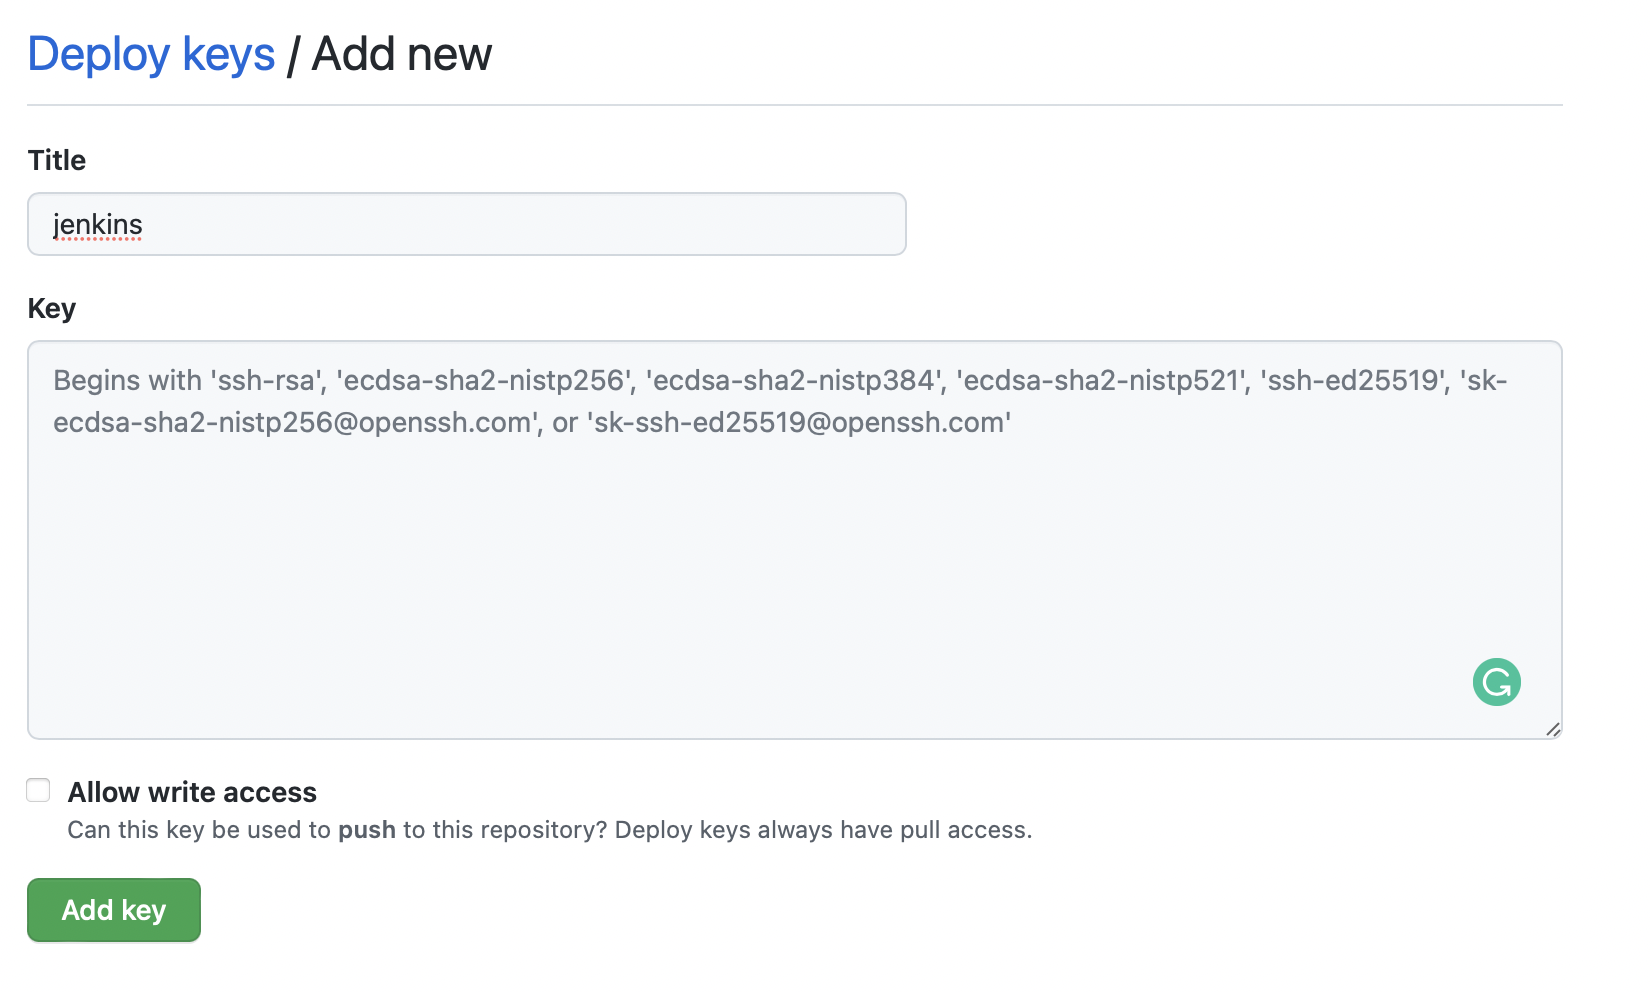 Deploy keys / Add new
Title
jenkins
Key
Begins with 'ssh-rsa', 'ecdsa-sha2-nistp256', 'ecdsa-sha2-nistp384', 'ecdsa-sha2-nistp521', 'ssh-ed25519', 'sk-
ecdsa-sha2-nistp256@openssh.com', or 'sk-ssh-ed25519@openssh.com'
Allow write access
Can this key be used to push to this repository? Deploy keys always have pull access.
Add key